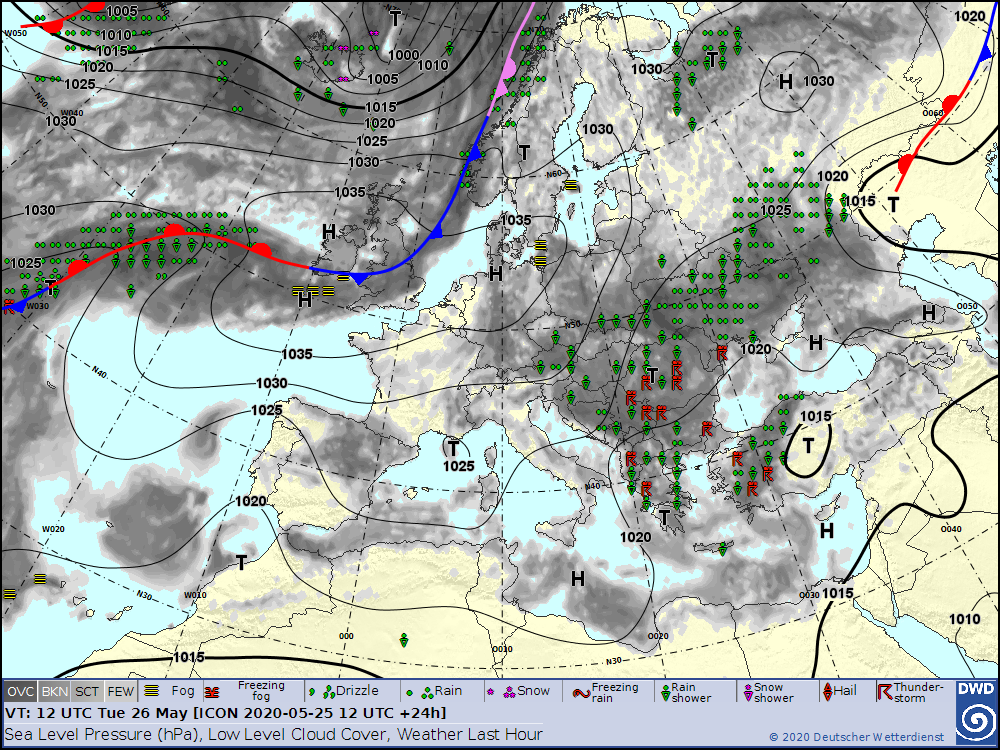 1005
1020
W050
1010
1000
1015
1010
1020
1030
1005
1030
1025
N50
1015
W040
O060
1030
1020
1030
1025
1030
N60
1020
1035
1015
1030
1025
1035
1025
W030
O050
N50
1020
1035
N40
1030
1025
1015
1025
N40
1020
W020
O040
1020
N30
W010
O030
1015
1010
000
O020
O010
1015
N30
T
T
T
T
T
H
H
H
H
T
H
H
H
T
T
T
T
H
T
H
OVC BKN SCT FEW Fog Freezing fog Drizzle Rain Snow Freezing rain Rain shower Snow shower Hail Thunder-storm
DWD
VT: 12 UTC Tue 26 May [ICON 2020-05-25 12 UTC +24h]
Sea Level Pressure (hPa), Low Level Cloud Cover, Weather Last Hour
© 2020 Deutscher Wetterdienst